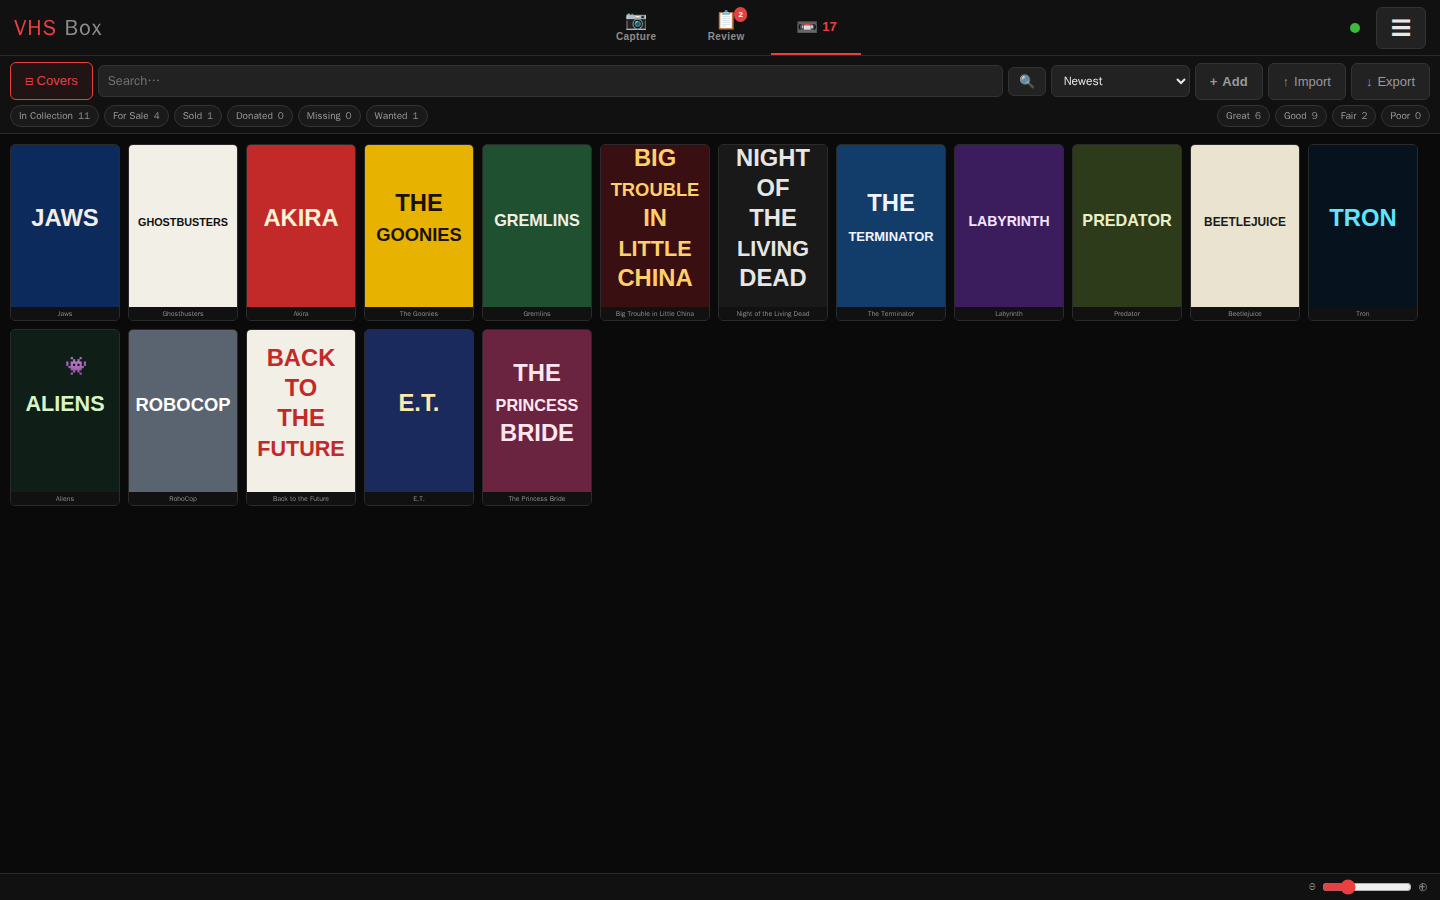 VHS Box
Capture
Review
2
17
Covers
Search…
Newest
+ Add
↑ Import
↓ Export
In Collection 11
For Sale 4
Sold 1
Donated 0
Missing 0
Wanted 1
Great 6
Good 9
Fair 2
Poor 0
JAWS
Jaws
GHOSTBUSTERS
Ghostbusters
AKIRA
Akira
THE
GOONIES
The Goonies
GREMLINS
Gremlins
BIG
TROUBLE
IN
LITTLE
CHINA
Big Trouble in Little China
NIGHT
OF
THE
LIVING
DEAD
Night of the Living Dead
THE
TERMINATOR
The Terminator
LABYRINTH
Labyrinth
PREDATOR
Predator
BEETLEJUICE
Beetlejuice
TRON
Tron
ALIENS
Aliens
ROBOCOP
RoboCop
BACK
TO
THE
FUTURE
Back to the Future
E.T.
E.T.
THE
PRINCESS
BRIDE
The Princess Bride